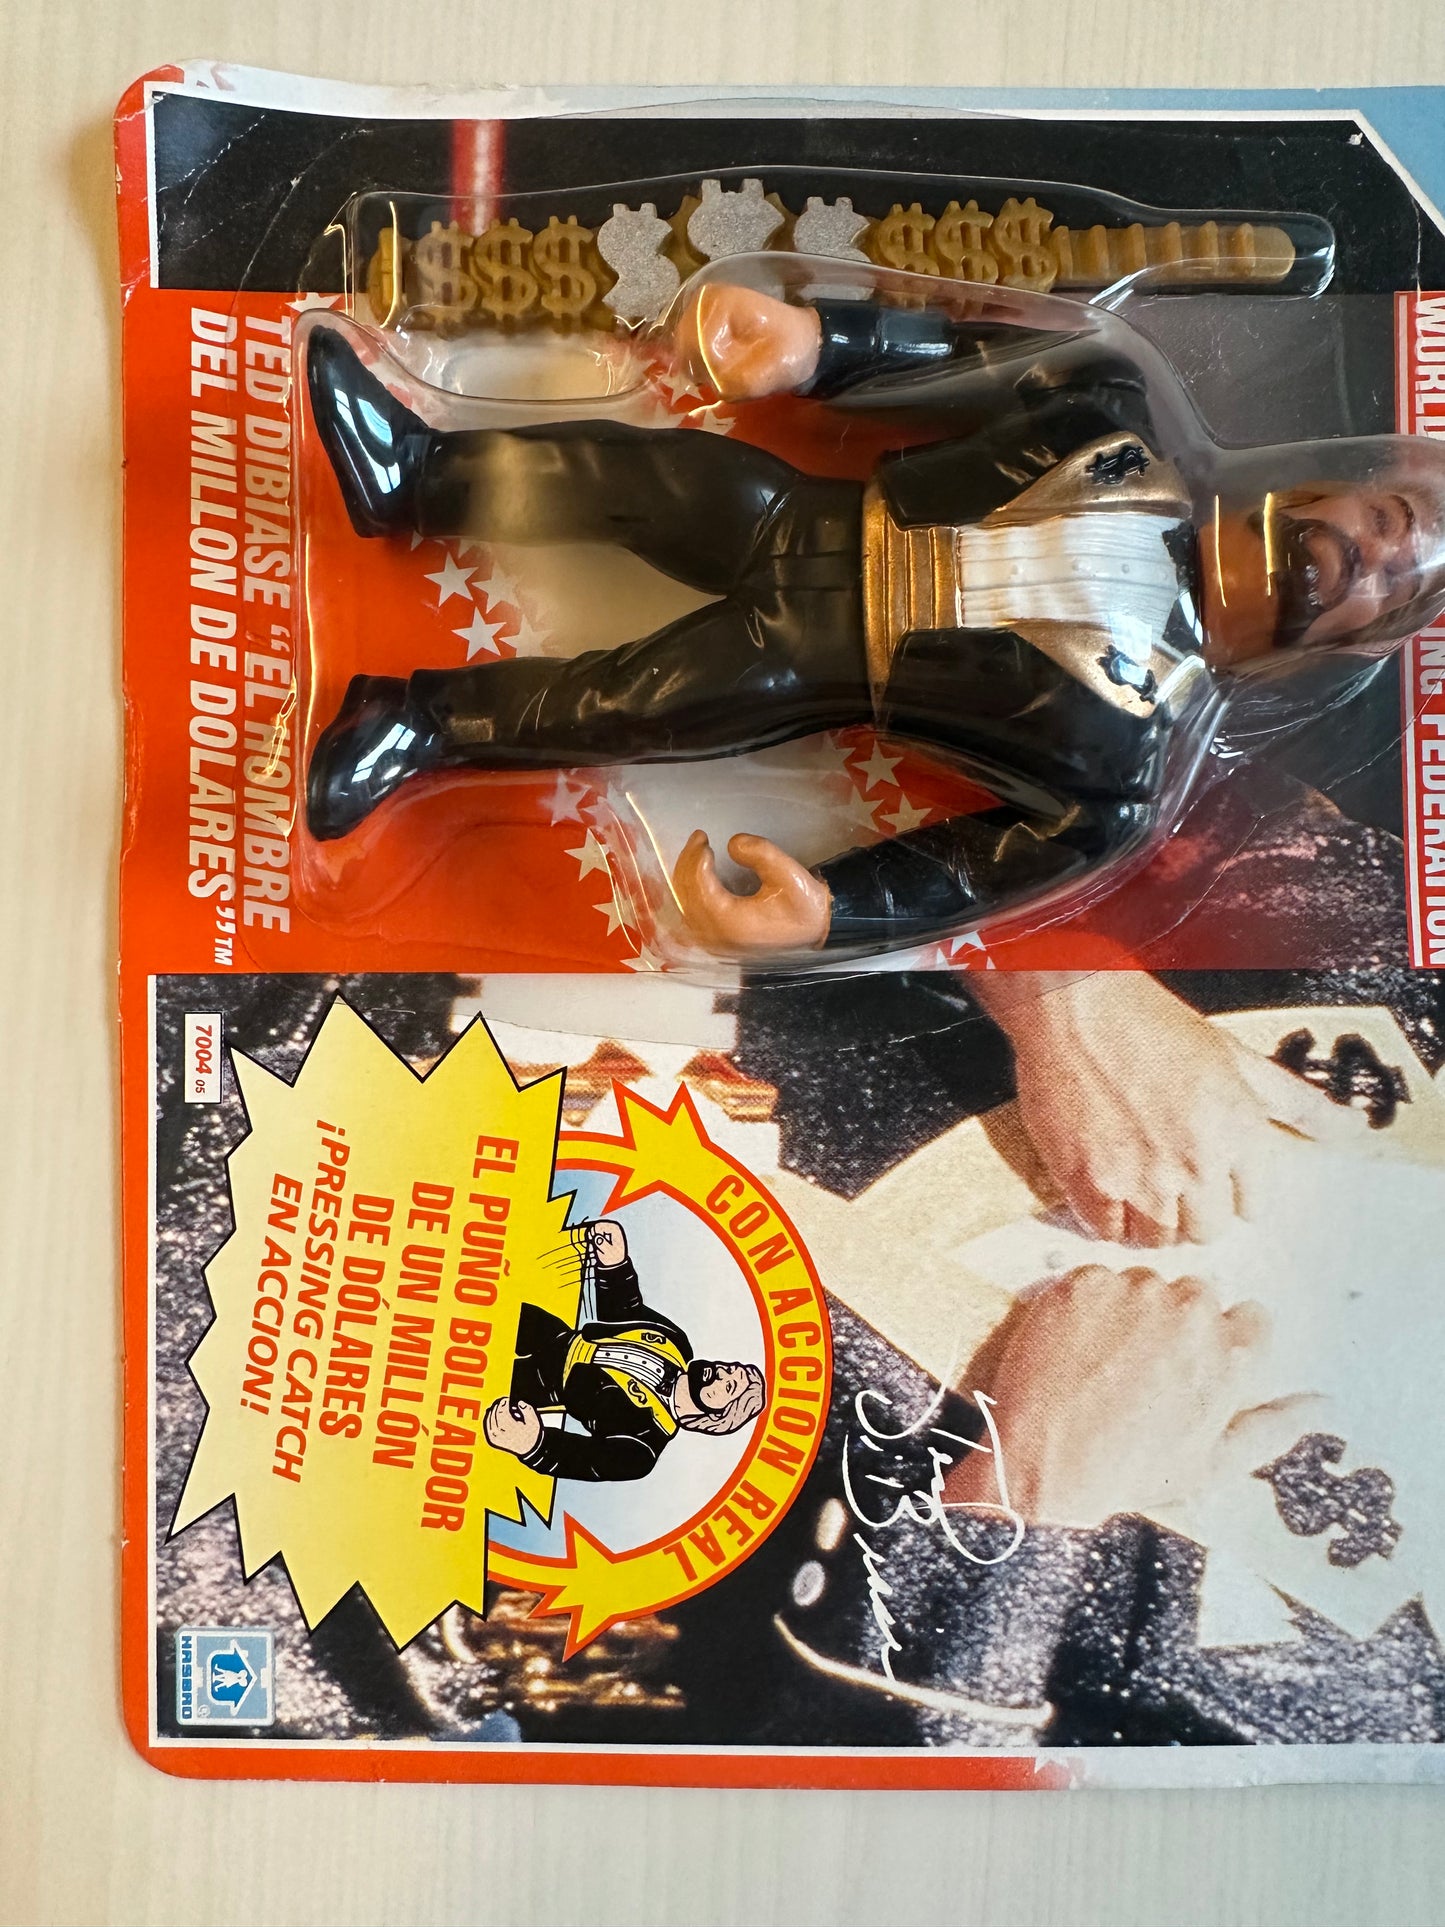 WORLD
ING FEDERATION
TED DIBIASE "EL HOMBRE
DEL MILLON DE DOLARES"™
CON ACCION REAL
EL PUÑO BOLEADOR
DE UN MILLÓN
DE DÓLARES
¡PRESSING CATCH
EN ACCION!
7004 05
HASBRO®